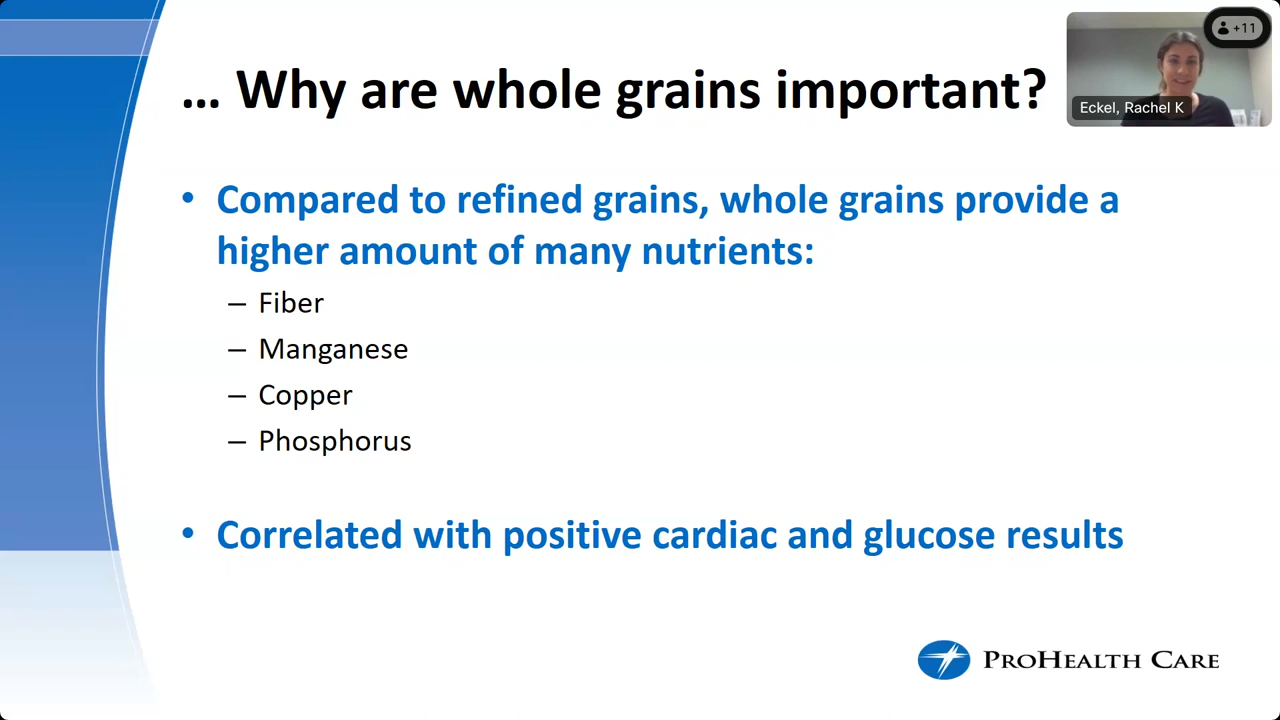 +11
… Why are whole grains important?
Eckel, Rachel K
• Compared to refined grains, whole grains provide a
higher amount of many nutrients:
– Fiber
– Manganese
– Copper
– Phosphorus
• Correlated with positive cardiac and glucose results
PROHEALTH CARE